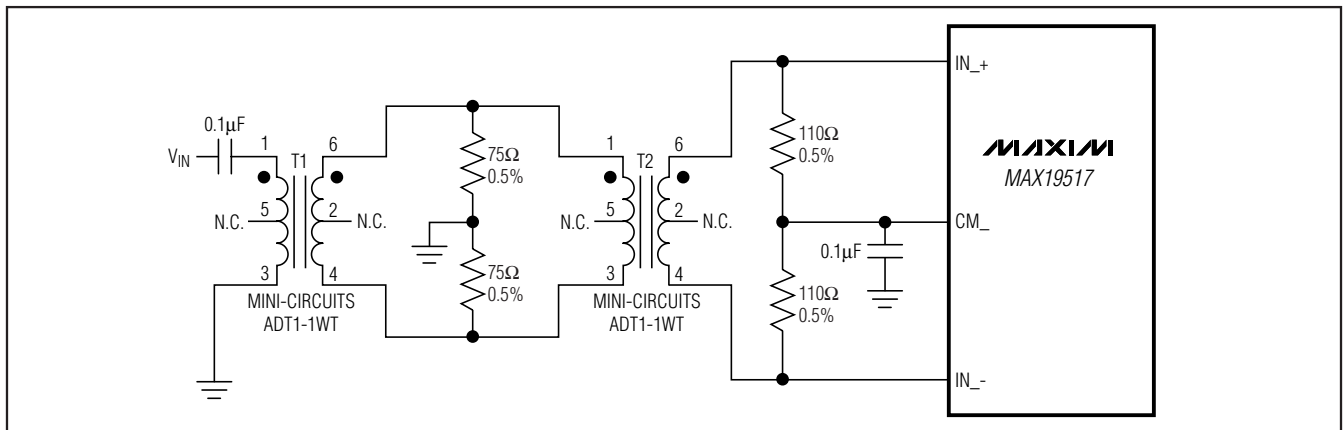 0.1μF
V_IN
1
T1
6
5
2
N.C.
N.C.
3
4
MINI-CIRCUITS
ADT1-1WT
75Ω
0.5%
75Ω
0.5%
1
T2
6
5
2
N.C.
N.C.
3
4
MINI-CIRCUITS
ADT1-1WT
110Ω
0.5%
0.1μF
110Ω
0.5%
IN_+
MAXIM
MAX19517
CM_
IN_-